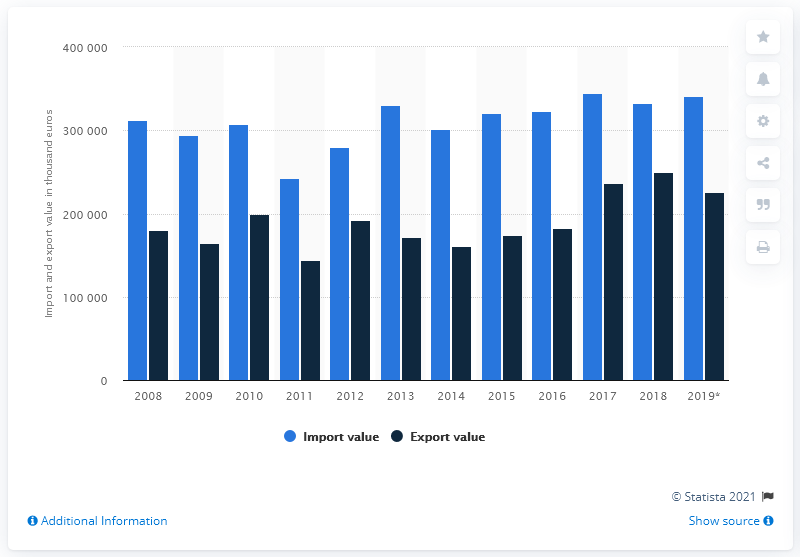 400 000
300 000
200 000
100 000
0
Import and export value in thousand euros
2008 2009 2010 2011 2012 2013 2014 2015 2016 2017 2018 2019*
Import value Export value
© Statista 2021
Additional Information Show source